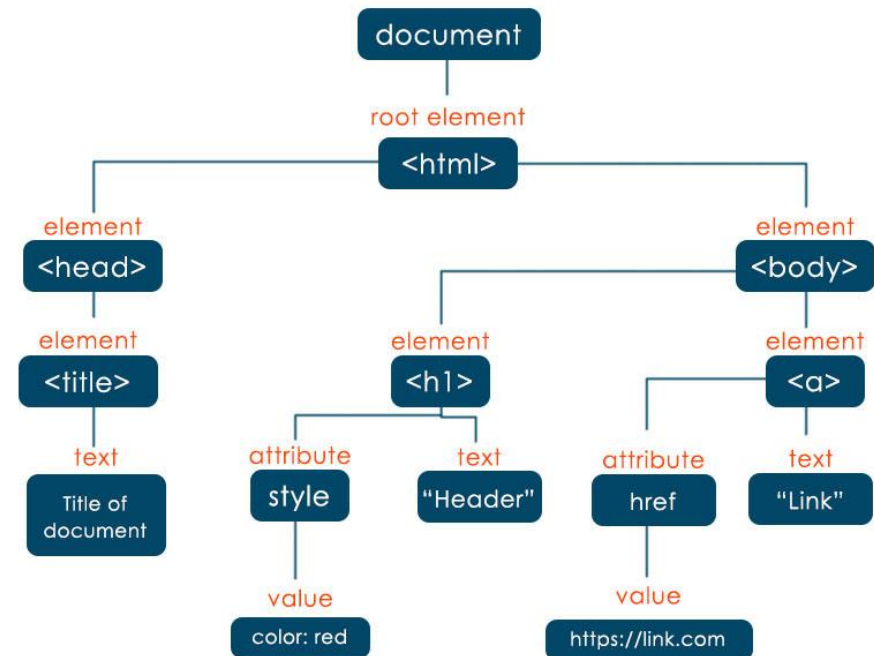 document
root element
<html>
element
element
<head>
<body>
element
element
element
<title>
<h1>
<a>
text
attribute
text
attribute
text
Title of
document
style
“Header”
href
“Link”
value
value
color: red
https://link.com